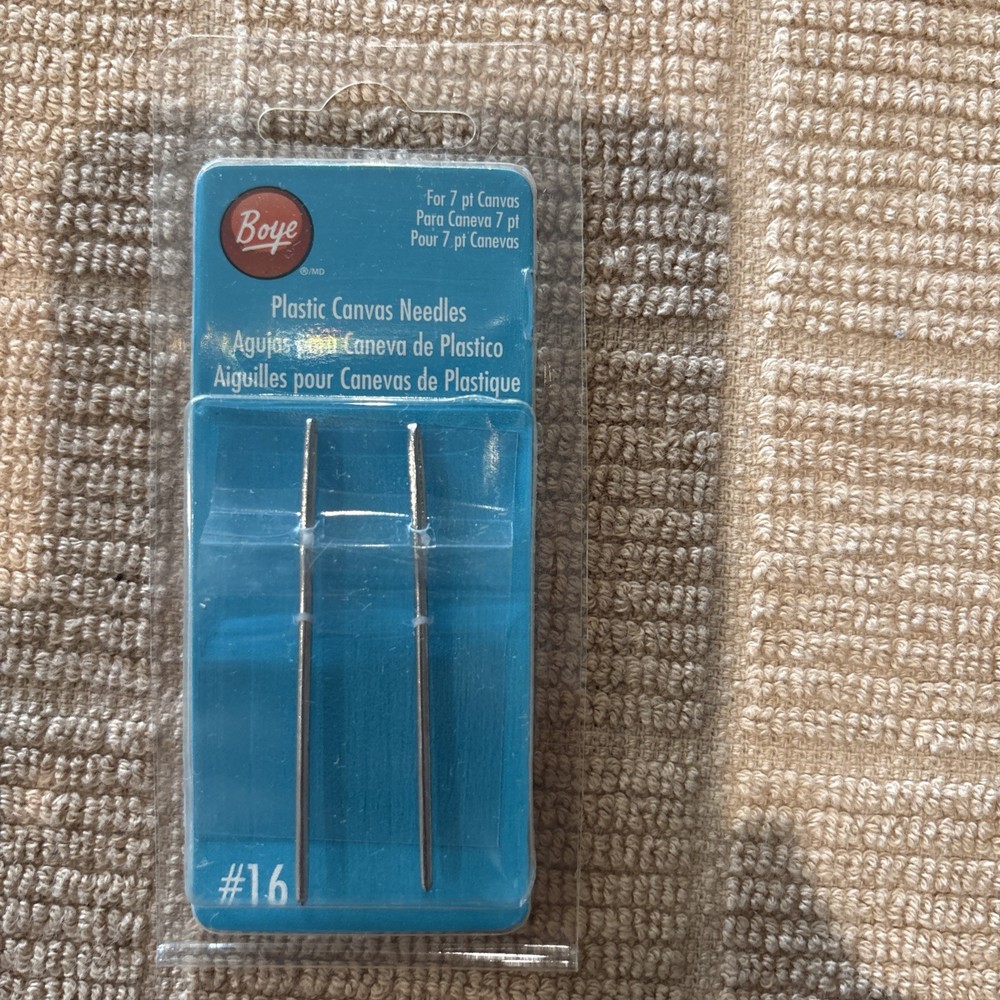 Boye
®/MD
For 7 pt Canvas
Para Caneva 7 pt
Pour 7 pt Canevas
Plastic Canvas Needles
Agujas para Caneva de Plastico
Aiguilles pour Canevas de Plastique
#16